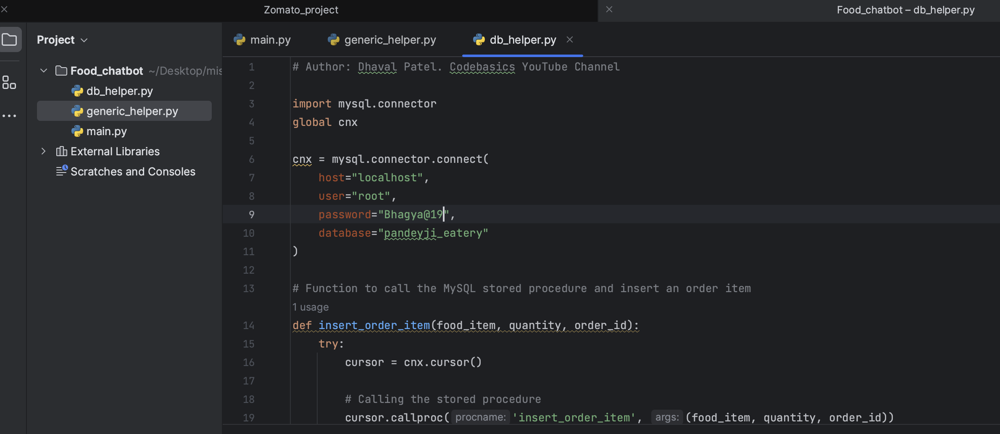 Zomato_project
Food_chatbot – db_helper.py
Project
Food_chatbot ~/Desktop/mis
db_helper.py
generic_helper.py
main.py
External Libraries
Scratches and Consoles
main.py generic_helper.py db_helper.py
1 # Author: Dhaval Patel. Codebasics YouTube Channel
2
3 import mysql.connector
4 global cnx
5
6 cnx = mysql.connector.connect(
7 host="localhost",
8 user="root",
9 password="Bhagya@19",
10 database="pandeyji_eatery"
11 )
12
13 # Function to call the MySQL stored procedure and insert an order item
1 usage
14 def insert_order_item(food_item, quantity, order_id):
15 try:
16 cursor = cnx.cursor()
17
18 # Calling the stored procedure
19 cursor.callproc( procname: 'insert_order_item', args: (food_item, quantity, order_id))